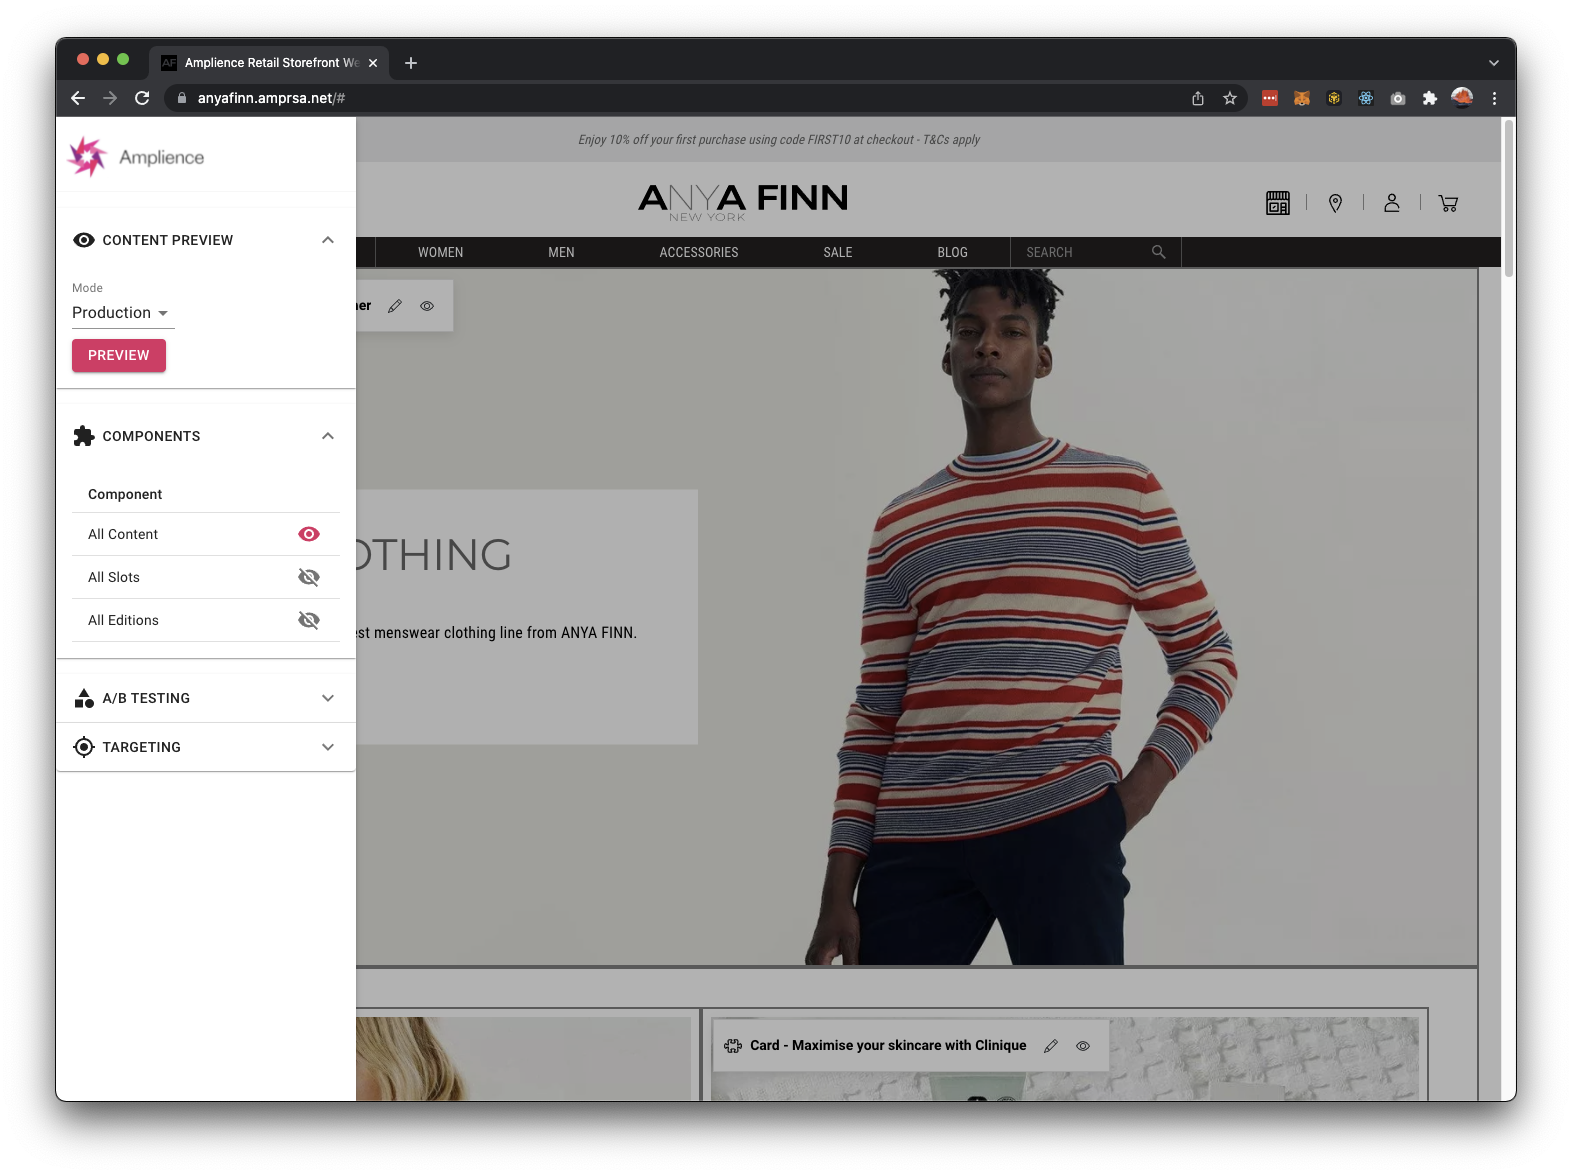 AF Amplience Retail Storefront We
anyafinn.amprsa.net/#
Amplience
CONTENT PREVIEW
Mode
Production
PREVIEW
COMPONENTS
Component
All Content
All Slots
All Editions
A/B TESTING
TARGETING
Enjoy 10% off your first purchase using code FIRST10 at checkout - T&Cs apply
ANYA FINN
NEW YORK
WOMEN MEN ACCESSORIES SALE BLOG SEARCH
ner
OTHING
est menswear clothing line from ANYA FINN.
Card - Maximise your skincare with Clinique